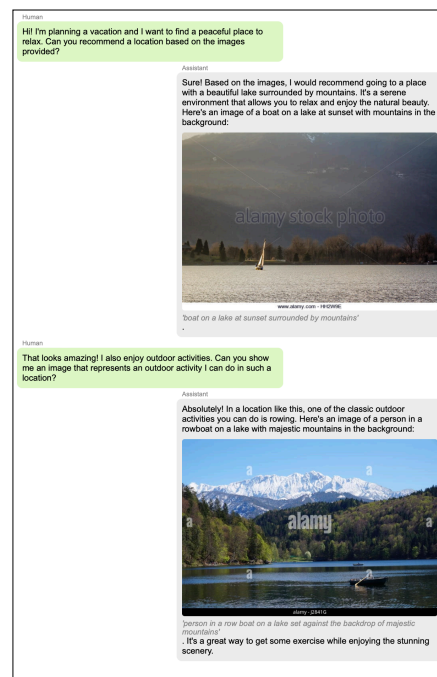 Human
Hi! I'm planning a vacation and I want to find a peaceful place to
relax. Can you recommend a location based on the images
provided?
Assistant
Sure! Based on the images, I would recommend going to a place
with a beautiful lake surrounded by mountains. It's a serene
environment that allows you to relax and enjoy the natural beauty.
Here's an image of a boat on a lake at sunset with mountains in the
background:
alamy stock photo
www.alamy.com - HH2W9E
'boat on a lake at sunset surrounded by mountains'
.
Human
That looks amazing! I also enjoy outdoor activities. Can you show
me an image that represents an outdoor activity I can do in such a
location?
Assistant
Absolutely! In a location like this, one of the classic outdoor
activities you can do is rowing. Here's an image of a person in a
rowboat on a lake with majestic mountains in the background:
a a
a alamy a
a a
alamy - J2841G
'person in a row boat on a lake set against the backdrop of majestic
mountains'
. It's a great way to get some exercise while enjoying the stunning
scenery.